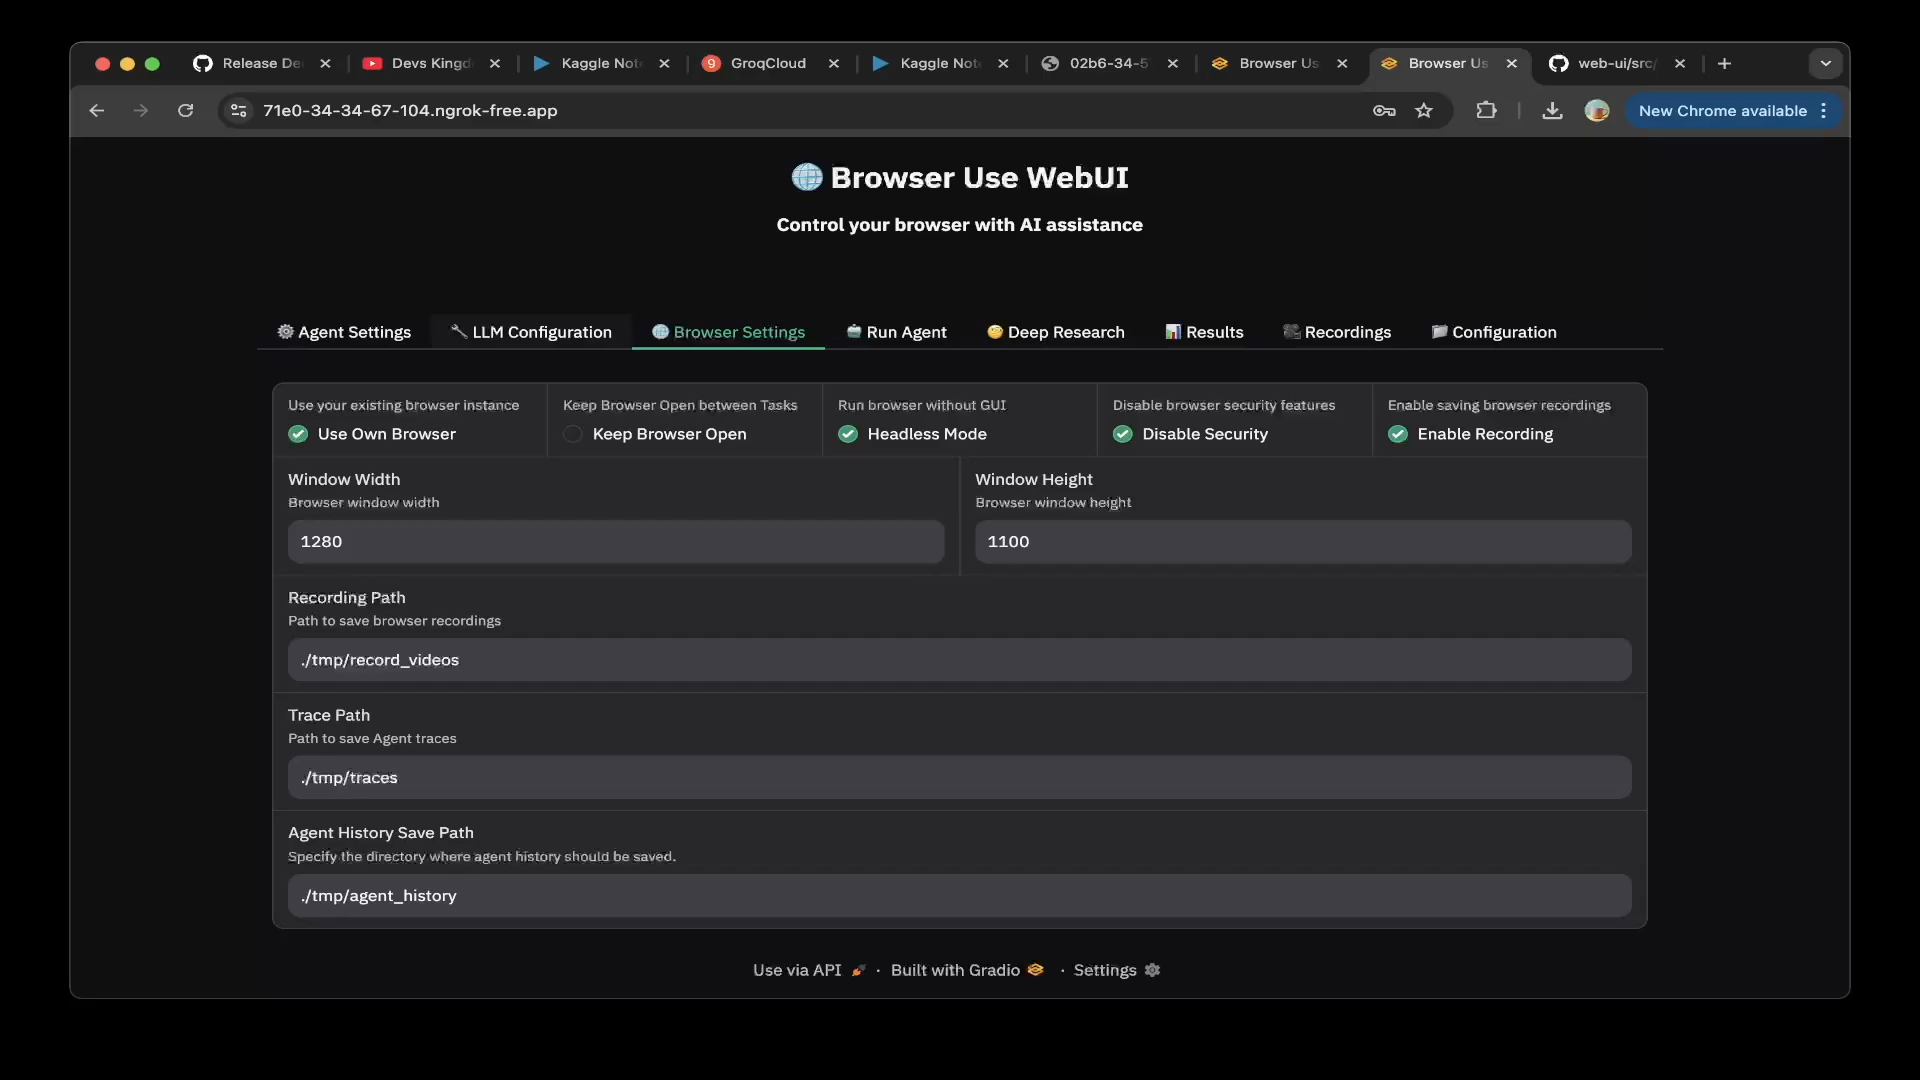 Release De
Devs Kingd
Kaggle Not
GroqCloud
Kaggle Not
02b6-34-5
Browser Us
Browser Us
web-ui/src/
71e0-34-34-67-104.ngrok-free.app
New Chrome available
Browser Use WebUI
Control your browser with AI assistance
Agent Settings
LLM Configuration
Browser Settings
Run Agent
Deep Research
Results
Recordings
Configuration
Use your existing browser instance
Use Own Browser
Keep Browser Open between Tasks
Keep Browser Open
Run browser without GUI
Headless Mode
Disable browser security features
Disable Security
Enable saving browser recordings
Enable Recording
Window Width
Browser window width
1280
Window Height
Browser window height
1100
Recording Path
Path to save browser recordings
./tmp/record_videos
Trace Path
Path to save Agent traces
./tmp/traces
Agent History Save Path
Specify the directory where agent history should be saved.
./tmp/agent_history
Use via API · Built with Gradio · Settings